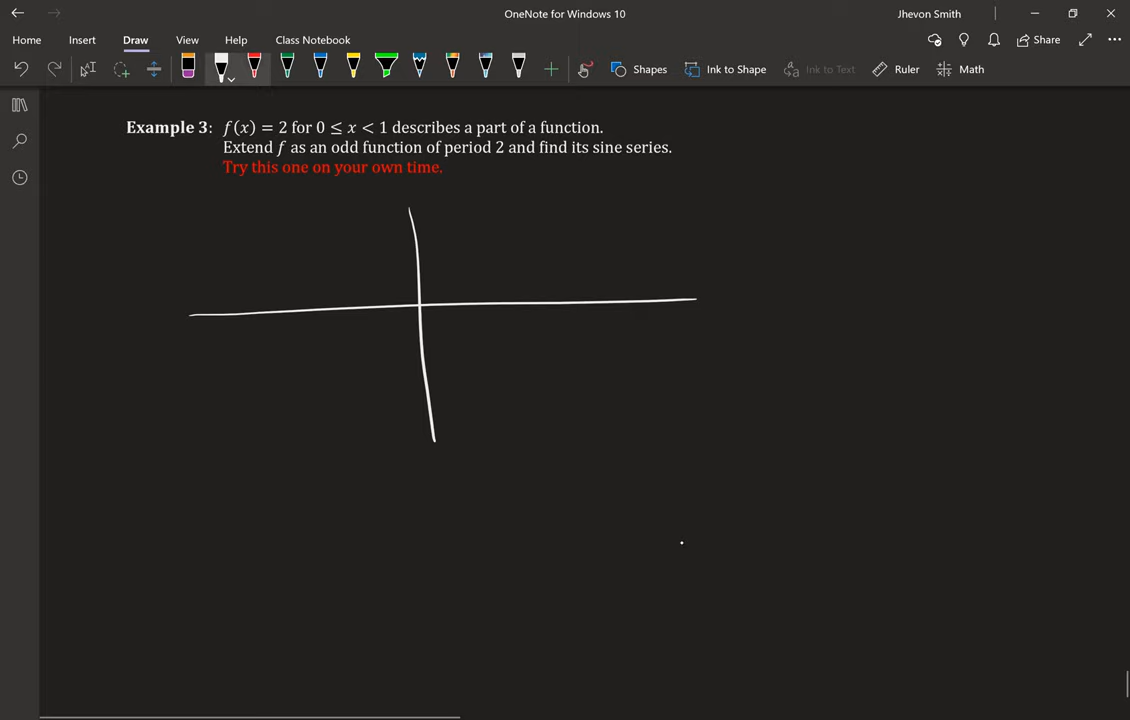 OneNote for Windows 10
Jhevon Smith
Home Insert Draw View Help Class Notebook
Share
Shapes Ink to Shape Ink to Text Ruler Math
Example 3: f(x) = 2 for 0 ≤ x < 1 describes a part of a function.
Extend f as an odd function of period 2 and find its sine series.
Try this one on your own time.